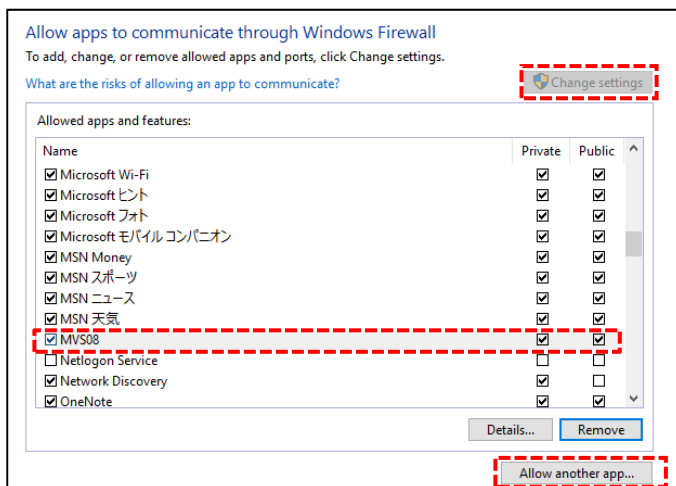 Allow apps to communicate through Windows Firewall
To add, change, or remove allowed apps and ports, click Change settings.
What are the risks of allowing an app to communicate?
Change settings
Allowed apps and features:
Name Private Public
Microsoft Wi-Fi
Microsoft ヒント
Microsoft フォト
Microsoft モバイル コンパニオン
MSN Money
MSN スポーツ
MSN ニュース
MSN 天気
MVS08
Netlogon Service
Network Discovery
OneNote
Details... Remove
Allow another app...